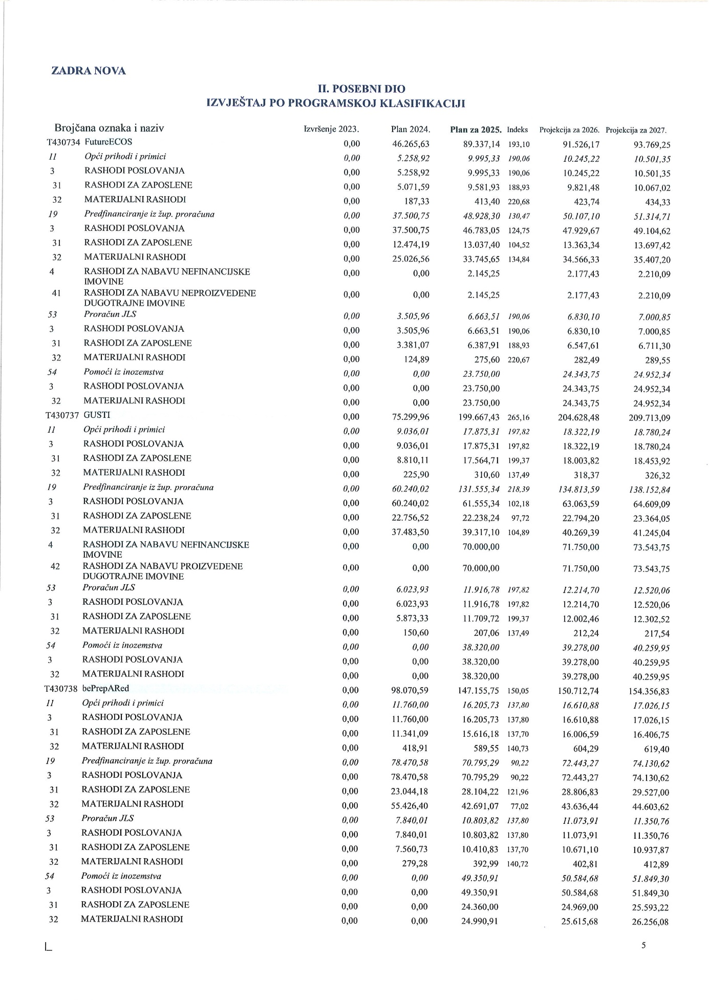 ZADRA NOVA
II. POSEBNI DIO
IZVJEŠTAJ PO PROGRAMSKOJ KLASIFIKACIJI
Brojčana oznaka i naziv Izvršenje 2023. Plan 2024. Plan za 2025. Indeks Projekcija za 2026. Projekcija za 2027.
T430734 FutureECOS 0,00 46.265,63 89.337,14 193,10 91.526,17 93.769,25
11 Opći prihodi i primici 0,00 5.258,92 9.995,33 190,06 10.245,22 10.501,35
3 RASHODI POSLOVANJA 0,00 5.258,92 9.995,33 190,06 10.245,22 10.501,35
31 RASHODI ZA ZAPOSLENE 0,00 5.071,59 9.581,93 188,93 9.821,48 10.067,02
32 MATERIJALNI RASHODI 0,00 187,33 413,40 220,68 423,74 434,33
19 Predfinanciranje iz žup. proračuna 0,00 37.500,75 48.928,30 130,47 50.107,10 51.314,71
3 RASHODI POSLOVANJA 0,00 37.500,75 46.783,05 124,75 47.929,67 49.104,62
31 RASHODI ZA ZAPOSLENE 0,00 12.474,19 13.037,40 104,52 13.363,34 13.697,42
32 MATERIJALNI RASHODI 0,00 25.026,56 33.745,65 134,84 34.566,33 35.407,20
4 RASHODI ZA NABAVU NEFINANCIJSKE 0,00 0,00 2.145,25 2.177,43 2.210,09
IMOVINE
41 RASHODI ZA NABAVU NEPROIZVEDENE 0,00 0,00 2.145,25 2.177,43 2.210,09
DUGOTRAJNE IMOVINE
53 Proračun JLS 0,00 3.505,96 6.663,51 190,06 6.830,10 7.000,85
3 RASHODI POSLOVANJA 0,00 3.505,96 6.663,51 190,06 6.830,10 7.000,85
31 RASHODI ZA ZAPOSLENE 0,00 3.381,07 6.387,91 188,93 6.547,61 6.711,30
32 MATERIJALNI RASHODI 0,00 124,89 275,60 220,67 282,49 289,55
54 Pomoći iz inozemstva 0,00 0,00 23.750,00 24.343,75 24.952,34
3 RASHODI POSLOVANJA 0,00 0,00 23.750,00 24.343,75 24.952,34
32 MATERIJALNI RASHODI 0,00 0,00 23.750,00 24.343,75 24.952,34
T430737 GUSTI 0,00 75.299,96 199.667,43 265,16 204.628,48 209.713,09
11 Opći prihodi i primici 0,00 9.036,01 17.875,31 197,82 18.322,19 18.780,24
3 RASHODI POSLOVANJA 0,00 9.036,01 17.875,31 197,82 18.322,19 18.780,24
31 RASHODI ZA ZAPOSLENE 0,00 8.810,11 17.564,71 199,37 18.003,82 18.453,92
32 MATERIJALNI RASHODI 0,00 225,90 310,60 137,49 318,37 326,32
19 Predfinanciranje iz žup. proračuna 0,00 60.240,02 131.555,34 218,39 134.813,59 138.152,84
3 RASHODI POSLOVANJA 0,00 60.240,02 61.555,34 102,18 63.063,59 64.609,09
31 RASHODI ZA ZAPOSLENE 0,00 22.756,52 22.238,24 97,72 22.794,20 23.364,05
32 MATERIJALNI RASHODI 0,00 37.483,50 39.317,10 104,89 40.269,39 41.245,04
4 RASHODI ZA NABAVU NEFINANCIJSKE 0,00 0,00 70.000,00 71.750,00 73.543,75
IMOVINE
42 RASHODI ZA NABAVU PROIZVEDENE 0,00 0,00 70.000,00 71.750,00 73.543,75
DUGOTRAJNE IMOVINE
53 Proračun JLS 0,00 6.023,93 11.916,78 197,82 12.214,70 12.520,06
3 RASHODI POSLOVANJA 0,00 6.023,93 11.916,78 197,82 12.214,70 12.520,06
31 RASHODI ZA ZAPOSLENE 0,00 5.873,33 11.709,72 199,37 12.002,46 12.302,52
32 MATERIJALNI RASHODI 0,00 150,60 207,06 137,49 212,24 217,54
54 Pomoći iz inozemstva 0,00 0,00 38.320,00 39.278,00 40.259,95
3 RASHODI POSLOVANJA 0,00 0,00 38.320,00 39.278,00 40.259,95
32 MATERIJALNI RASHODI 0,00 0,00 38.320,00 39.278,00 40.259,95
T430738 bePrepARed 0,00 98.070,59 147.155,75 150,05 150.712,74 154.356,83
11 Opći prihodi i primici 0,00 11.760,00 16.205,73 137,80 16.610,88 17.026,15
3 RASHODI POSLOVANJA 0,00 11.760,00 16.205,73 137,80 16.610,88 17.026,15
31 RASHODI ZA ZAPOSLENE 0,00 11.341,09 15.616,18 137,70 16.006,59 16.406,75
32 MATERIJALNI RASHODI 0,00 418,91 589,55 140,73 604,29 619,40
19 Predfinanciranje iz žup. proračuna 0,00 78.470,58 70.795,29 90,22 72.443,27 74.130,62
3 RASHODI POSLOVANJA 0,00 78.470,58 70.795,29 90,22 72.443,27 74.130,62
31 RASHODI ZA ZAPOSLENE 0,00 23.044,18 28.104,22 121,96 28.806,83 29.527,00
32 MATERIJALNI RASHODI 0,00 55.426,40 42.691,07 77,02 43.636,44 44.603,62
53 Proračun JLS 0,00 7.840,01 10.803,82 137,80 11.073,91 11.350,76
3 RASHODI POSLOVANJA 0,00 7.840,01 10.803,82 137,80 11.073,91 11.350,76
31 RASHODI ZA ZAPOSLENE 0,00 7.560,73 10.410,83 137,70 10.671,10 10.937,87
32 MATERIJALNI RASHODI 0,00 279,28 392,99 140,72 402,81 412,89
54 Pomoći iz inozemstva 0,00 0,00 49.350,91 50.584,68 51.849,30
3 RASHODI POSLOVANJA 0,00 0,00 49.350,91 50.584,68 51.849,30
31 RASHODI ZA ZAPOSLENE 0,00 0,00 24.360,00 24.969,00 25.593,22
32 MATERIJALNI RASHODI 0,00 0,00 24.990,91 25.615,68 26.256,08
5